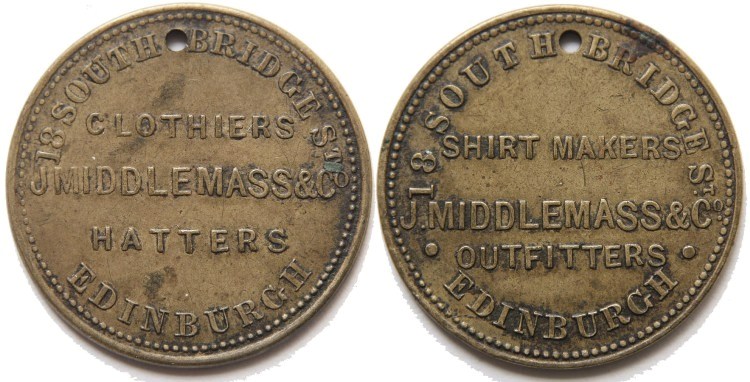 18 SOUTH BRIDGE ST
CLOTHIERS
J MIDDLEMASS & Co
HATTERS
EDINBURGH
18 SOUTH BRIDGE ST
SHIRT MAKERS
J. MIDDLEMASS & Co
• OUTFITTERS •
EDINBURGH